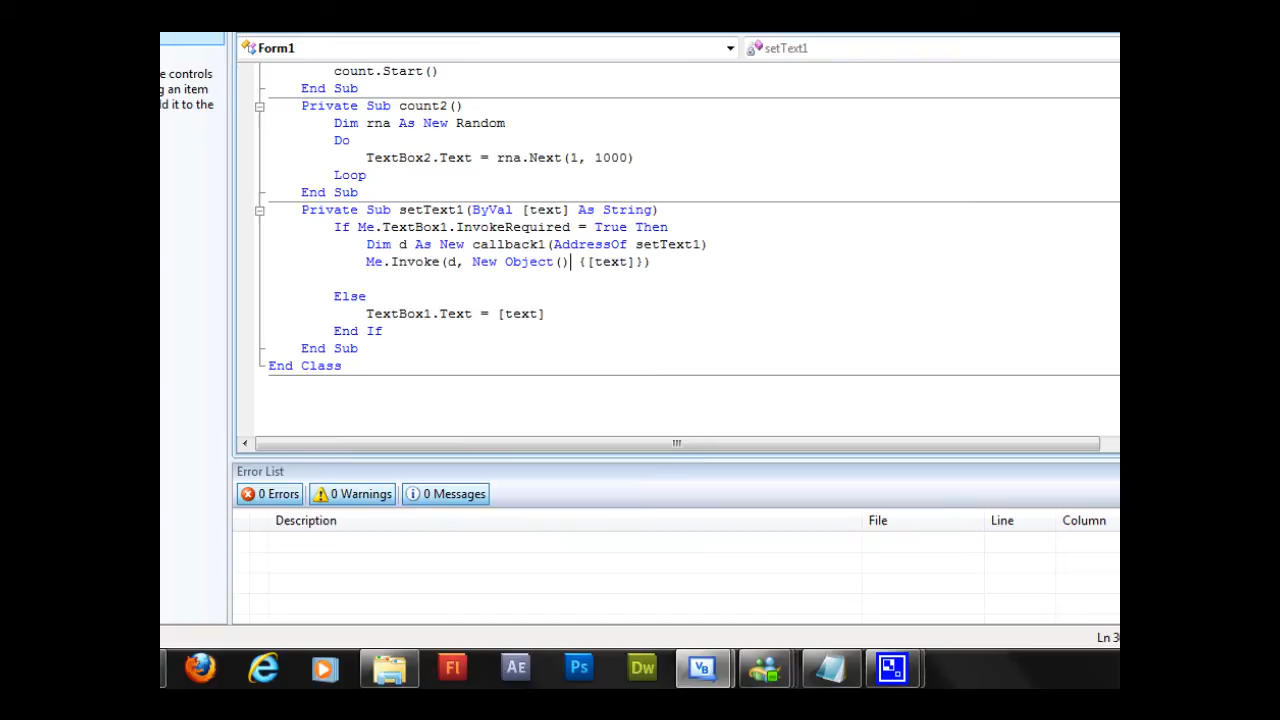 Form1
setText1
e controls
g an item
d it to the
count.Start()
End Sub
Private Sub count2()
Dim rna As New Random
Do
TextBox2.Text = rna.Next(1, 1000)
Loop
End Sub
Private Sub setText1(ByVal [text] As String)
If Me.TextBox1.InvokeRequired = True Then
Dim d As New callback1(AddressOf setText1)
Me.Invoke(d, New Object() {[text]})
Else
TextBox1.Text = [text]
End If
End Sub
End Class
Error List
0 Errors
0 Warnings
0 Messages
Description
File
Line
Column
Ln 3
Fl
AE
Ps
Dw
VB